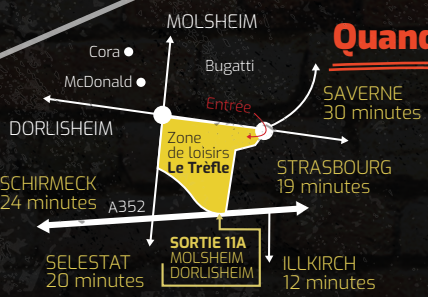 MOLSHEIM
Quand
Cora
Bugatti
McDonald
SAVERNE
30 minutes
Entrée
DORLISHEIM
Zone
de loisirs
Le Trèfle
STRASBOURG
19 minutes
SCHIRMECK
24 minutes
A352
SORTIE 11A
MOLSHEIM
DORLISHEIM
SELESTAT
20 minutes
ILLKIRCH
12 minutes